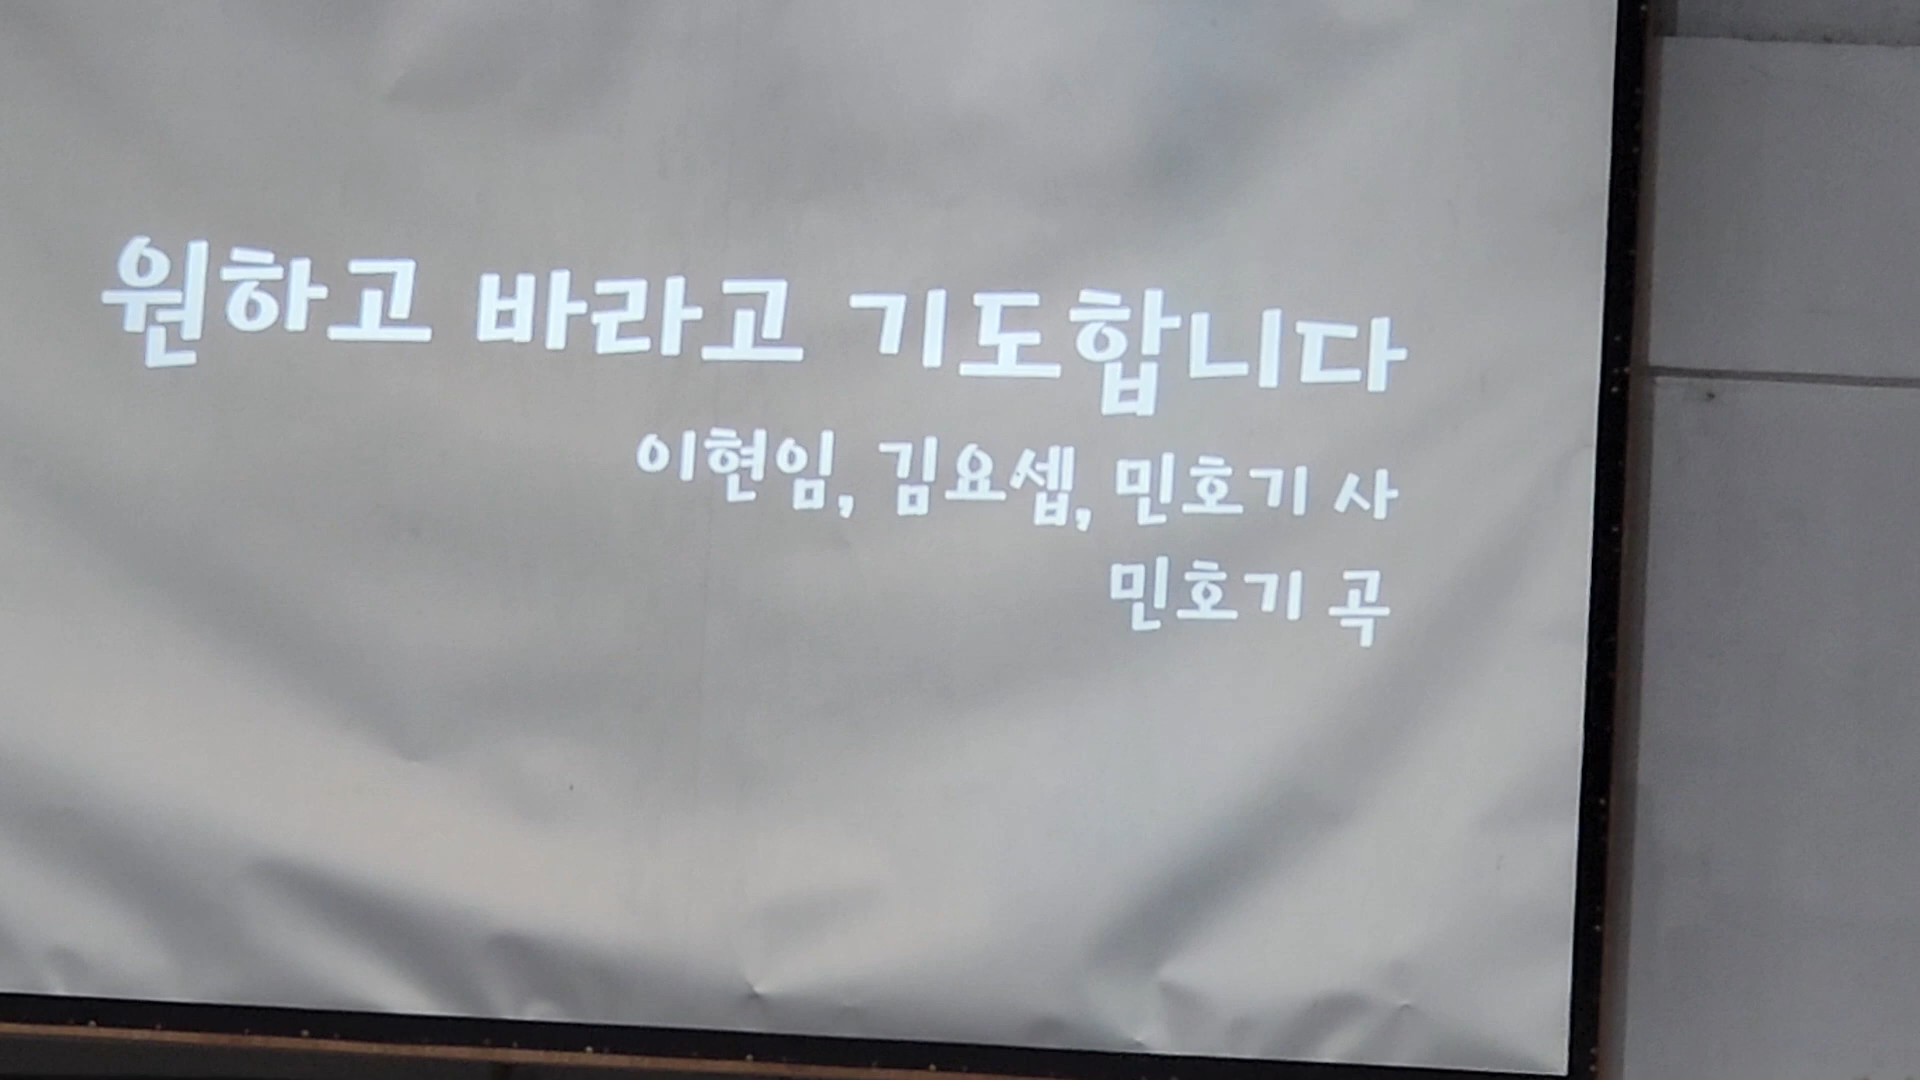 원하고 바라고 기도합니다
이현임, 김요셉, 민호기 사
민호기 곡